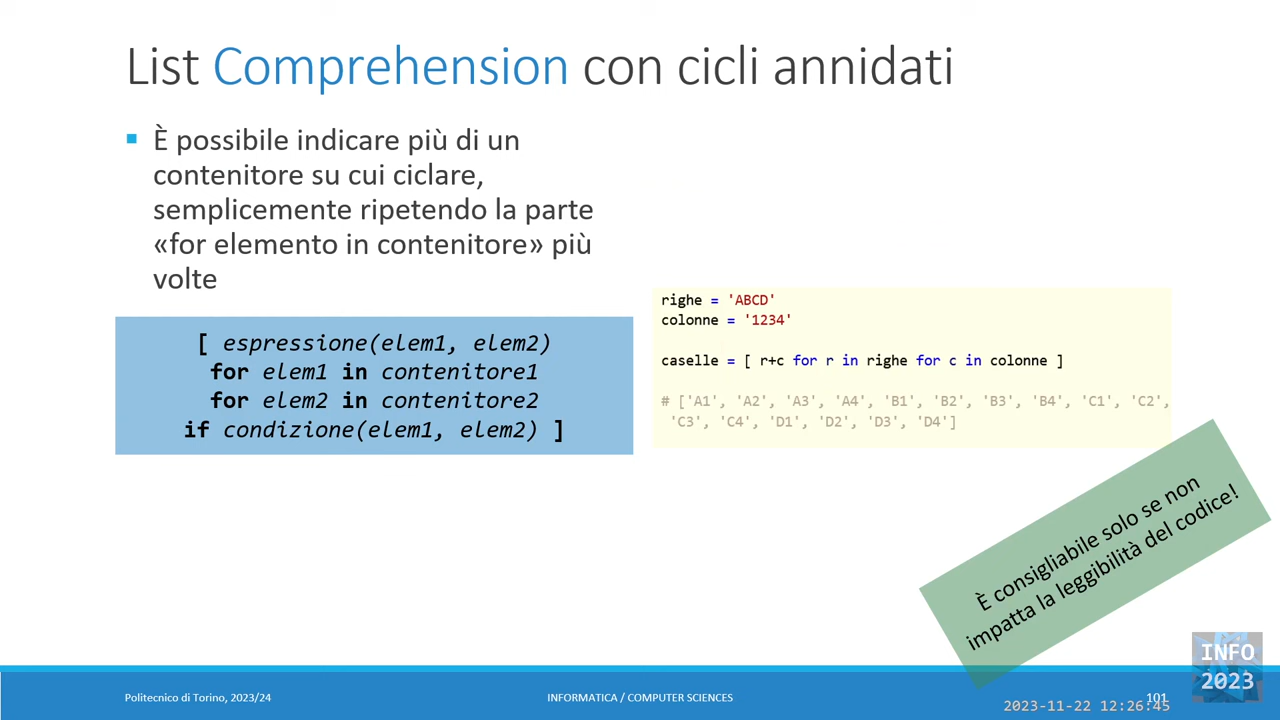 List Comprehension con cicli annidati
▪ È possibile indicare più di un
contenitore su cui ciclare,
semplicemente ripetendo la parte
«for elemento in contenitore» più
volte
[ espressione(elem1, elem2)
for elem1 in contenitore1
for elem2 in contenitore2
if condizione(elem1, elem2) ]
righe = 'ABCD'
colonne = '1234'
caselle = [ r+c for r in righe for c in colonne ]
# ['A1', 'A2', 'A3', 'A4', 'B1', 'B2', 'B3', 'B4', 'C1', 'C2',
'C3', 'C4', 'D1', 'D2', 'D3', 'D4']
È consigliabile solo se non
impatta la leggibilità del codice!
Politecnico di Torino, 2023/24
INFORMATICA / COMPUTER SCIENCES
101
INFO
2023
2023-11-22 12:26:45